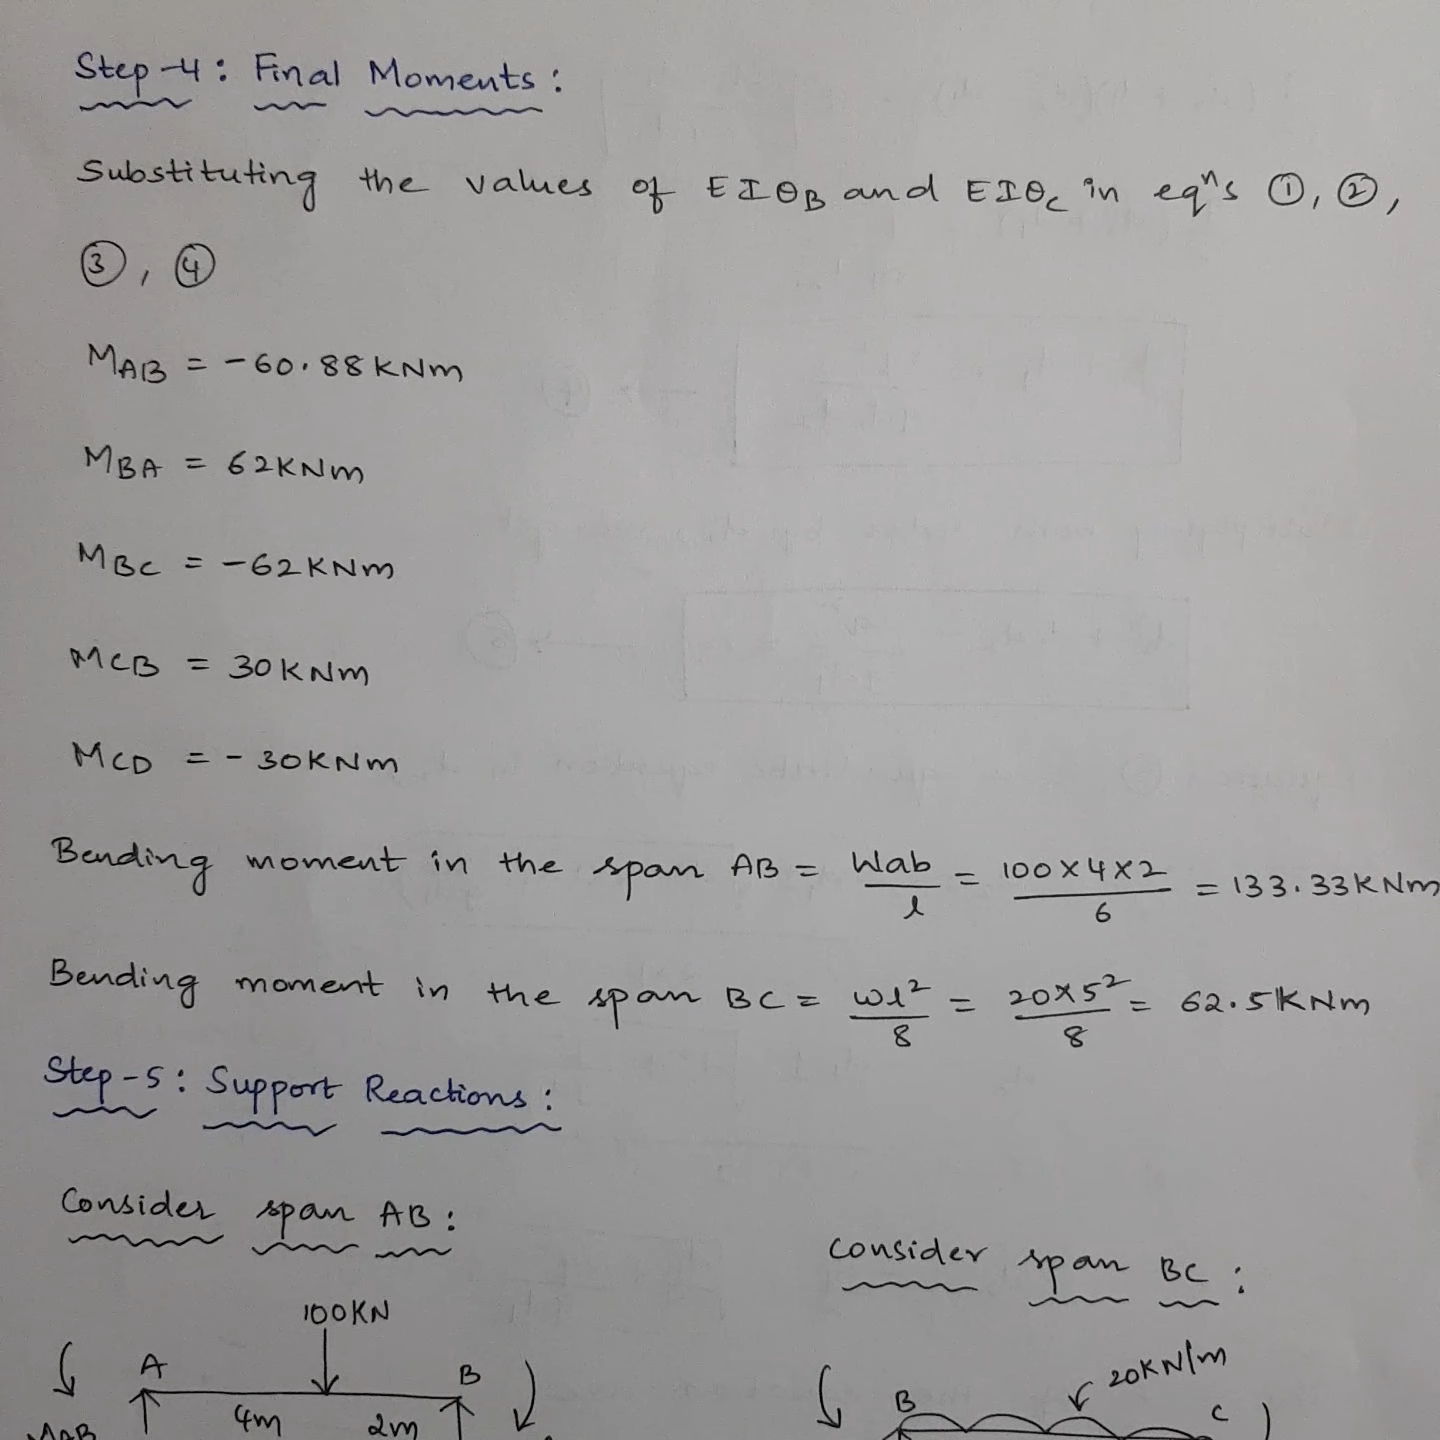 Step-4: Final Moments:
Substituting the values of EIθB and EIθC in eqⁿs ①, ②,
③, ④
MAB = -60.88KNm
MBA = 62KNm
MBC = -62KNm
MCB = 30KNm
MCD = -30KNm
Bending moment in the span AB = Wab/l = 100×4×2/6 = 133.33KNm
Bending moment in the span BC = wl²/8 = 20×5²/8 = 62.5KNm
Step-5: Support Reactions:
Consider span AB:
Consider span BC:
100KN
20KN/m
A
B
B
C
4m
2m
MAB